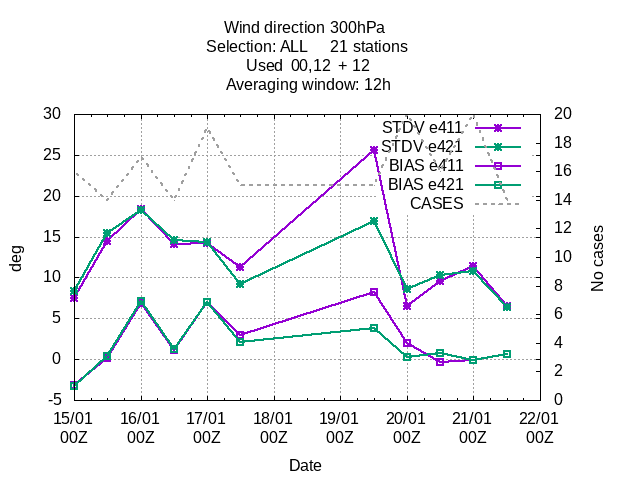 Wind direction 300hPa
Selection: ALL     21 stations
Used  00,12  + 12
Averaging window: 12h
30
25
20
15
10
5
0
-5
deg
STDV e411
STDV e421
BIAS e411
BIAS e421
CASES
20
18
16
14
12
10
8
6
4
2
0
No cases
15/01 16/01 17/01 18/01 19/01 20/01 21/01 22/01
00Z 00Z 00Z 00Z 00Z 00Z 00Z 00Z
Date